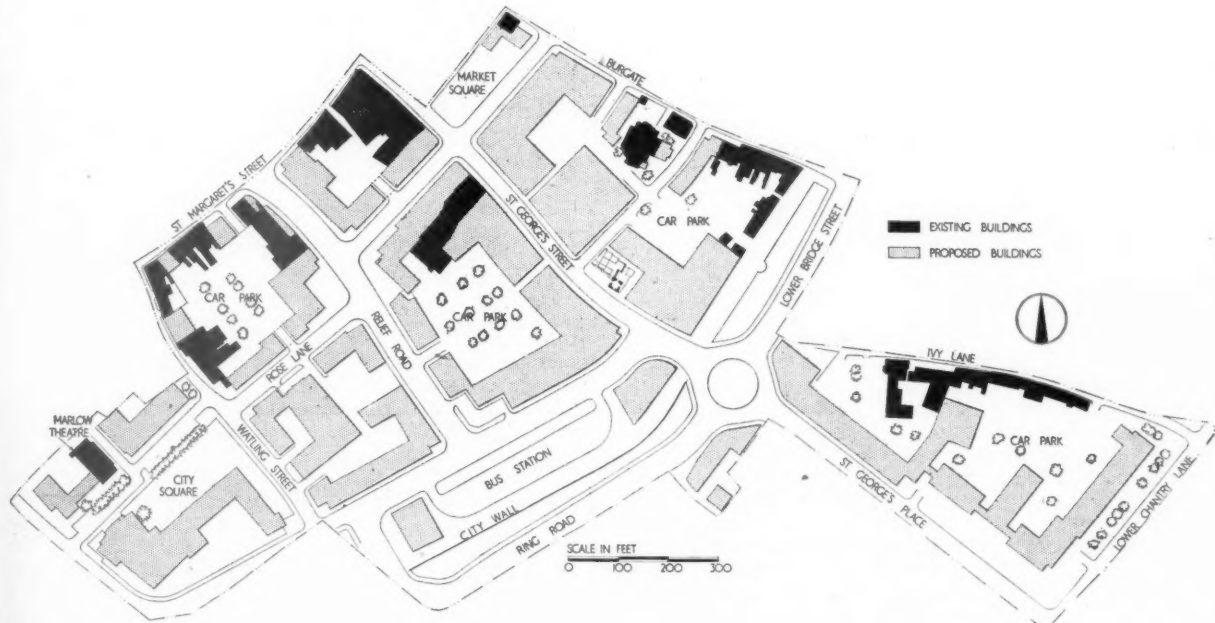 BURGATE
MARKET
SQUARE
ST MARGARET'S STREET
ST. GEORGE'S STREET
CAR PARK
LOWER BRIDGE STREET
EXISTING BUILDINGS
PROPOSED BUILDINGS
CAR PARK
CAR PARK
RELIEF ROAD
ROSE LANE
IVY LANE
MARLOW
THEATRE
WATLING STREET
CITY
SQUARE
BUS STATION
CITY WALL
RING ROAD
ST. GEORGE'S PLACE
CAR PARK
LOWER CHANTRY LANE
SCALE IN FEET
0 100 200 300